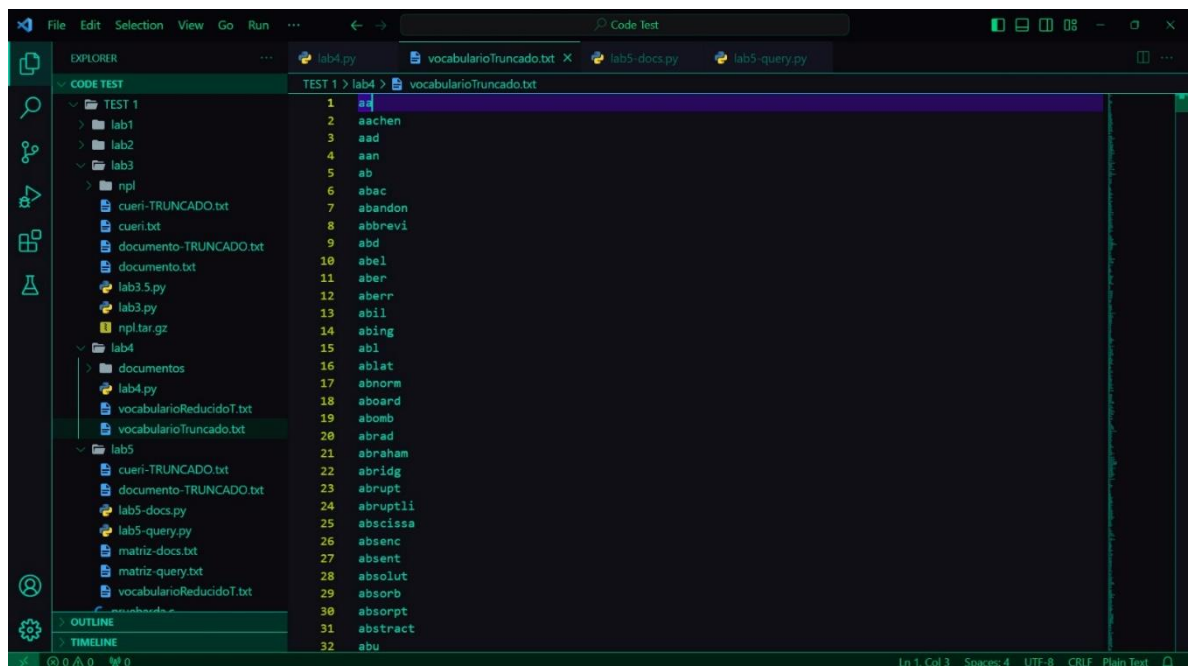 File Edit Selection View Go Run ··· Code Test
EXPLORER ···
CODE TEST
TEST 1
lab1
lab2
lab3
npl
cueri-TRUNCADO.txt
cueri.txt
documento-TRUNCADO.txt
documento.txt
lab3.5.py
lab3.py
npl.tar.gz
lab4
documentos
lab4.py
vocabularioReducidoT.txt
vocabularioTruncado.txt
lab5
cueri-TRUNCADO.txt
documento-TRUNCADO.txt
lab5-docs.py
lab5-query.py
matriz-docs.txt
matriz-query.txt
vocabularioReducidoT.txt
OUTLINE
TIMELINE
lab4.py vocabularioTruncado.txt lab5-docs.py lab5-query.py
TEST 1 > lab4 > vocabularioTruncado.txt
1 aa
2 aachen
3 aad
4 aan
5 ab
6 abac
7 abandon
8 abbrevi
9 abd
10 abel
11 aber
12 aberr
13 abil
14 abing
15 abl
16 ablat
17 abnorm
18 aboard
19 abomb
20 abrad
21 abraham
22 abridg
23 abrupt
24 abruptli
25 abscissa
26 absenc
27 absent
28 absolut
29 absorb
30 absorpt
31 abstract
32 abu
0 0 0 Ln 1, Col 3 Spaces: 4 UTF-8 CRLF Plain Text